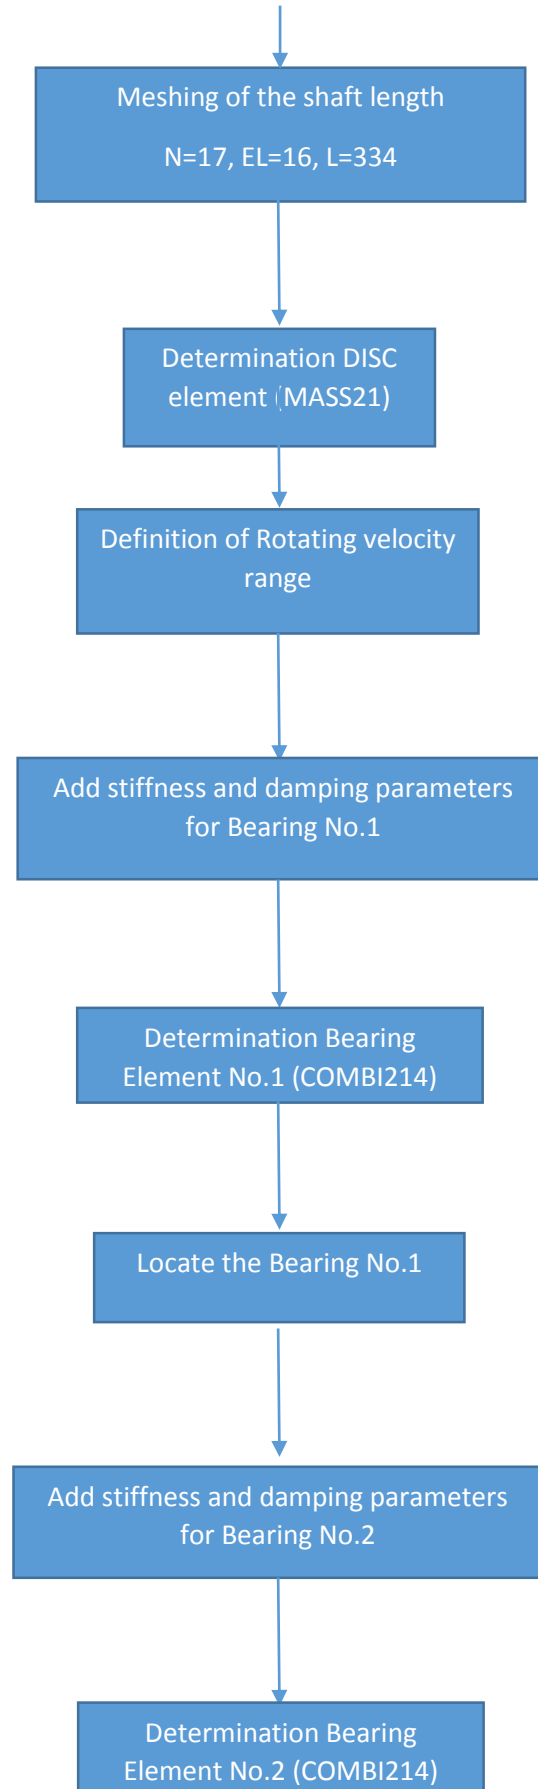 Meshing of the shaft length
N=17, EL=16, L=334
Determination DISC
element (MASS21)
Definition of Rotating velocity
range
Add stiffness and damping parameters
for Bearing No.1
Determination Bearing
Element No.1 (COMBI214)
Locate the Bearing No.1
Add stiffness and damping parameters
for Bearing No.2
Determination Bearing
Element No.2 (COMBI214)